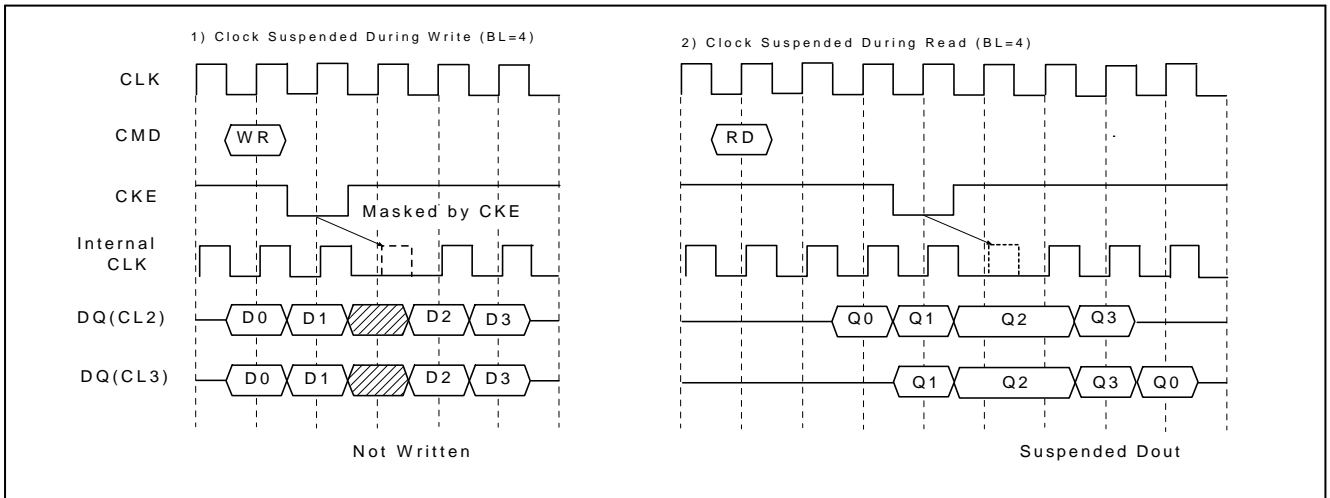 1) Clock Suspended During Write (BL=4)
2) Clock Suspended During Read (BL=4)
CLK
CMD
WR
RD
CKE
Masked by CKE
Internal
CLK
DQ(CL2)
D0 D1 D2 D3
Q0 Q1 Q2 Q3
DQ(CL3)
D0 D1 D2 D3
Q1 Q2 Q3 Q0
Not Written
Suspended Dout